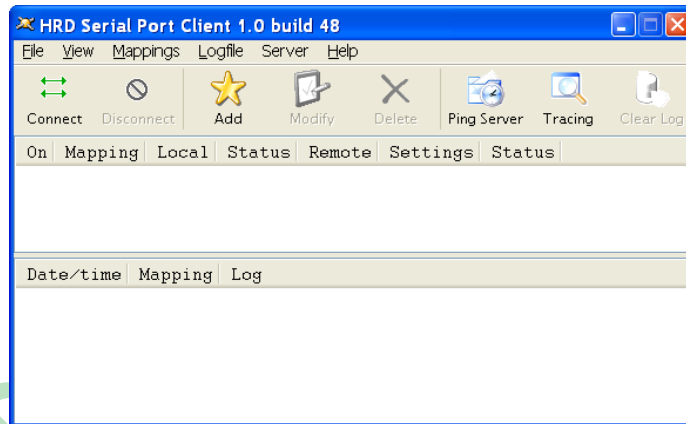 HRD Serial Port Client 1.0 build 48
File View Mappings Logfile Server Help
Connect Disconnect Add Modify Delete Ping Server Tracing Clear Log
On Mapping Local Status Remote Settings Status
Date/time Mapping Log